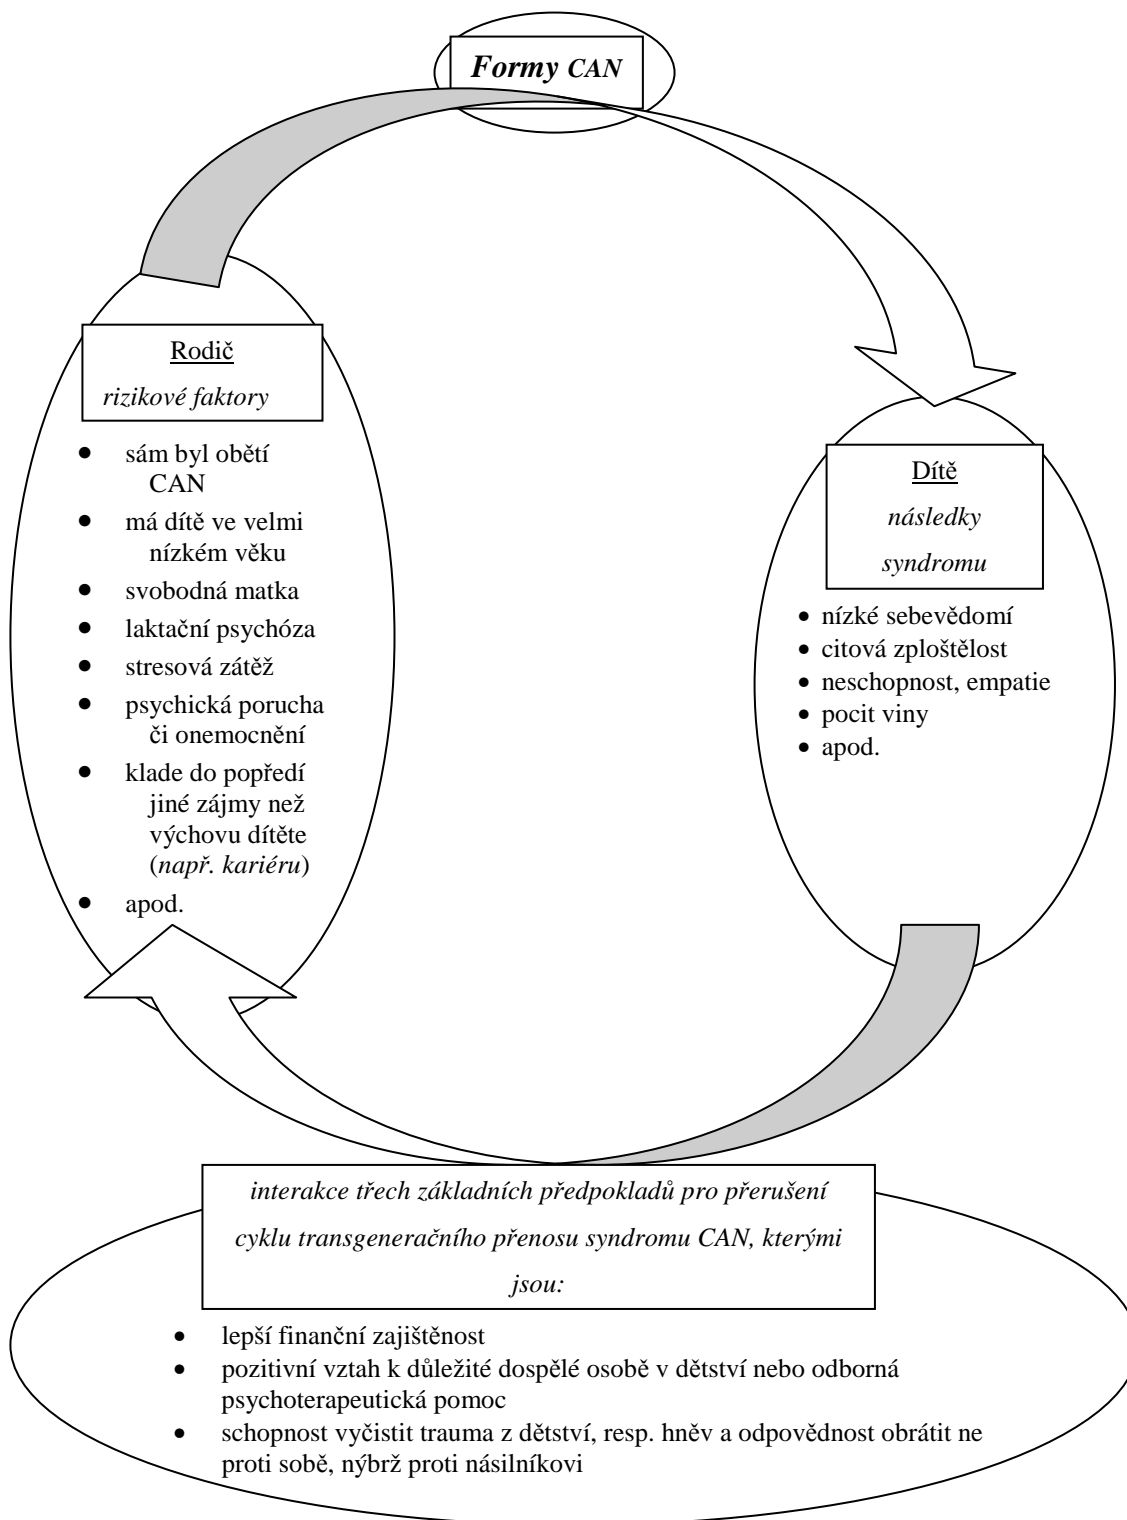 Formy CAN
Rodič
rizikové faktory
• sám byl obětí
CAN
• má dítě ve velmi
nízkém věku
• svobodná matka
• laktační psychóza
• stresová zátěž
• psychická porucha
či onemocnění
• klade do popředí
jiné zájmy než
výchovu dítěte
(např. kariéru)
• apod.
Dítě
následky
syndromu
• nízké sebevědomí
• citová zploštělost
• neschopnost, empatie
• pocit viny
• apod.
interakce třech základních předpokladů pro přerušení
cyklu transgeneračního přenosu syndromu CAN, kterými
jsou:
• lepší finanční zajištěnost
• pozitivní vztah k důležité dospělé osobě v dětství nebo odborná
psychoterapeutická pomoc
• schopnost vyčistit trauma z dětství, resp. hněv a odpovědnost obrátit ne
proti sobě, nýbrž proti násilníkovi